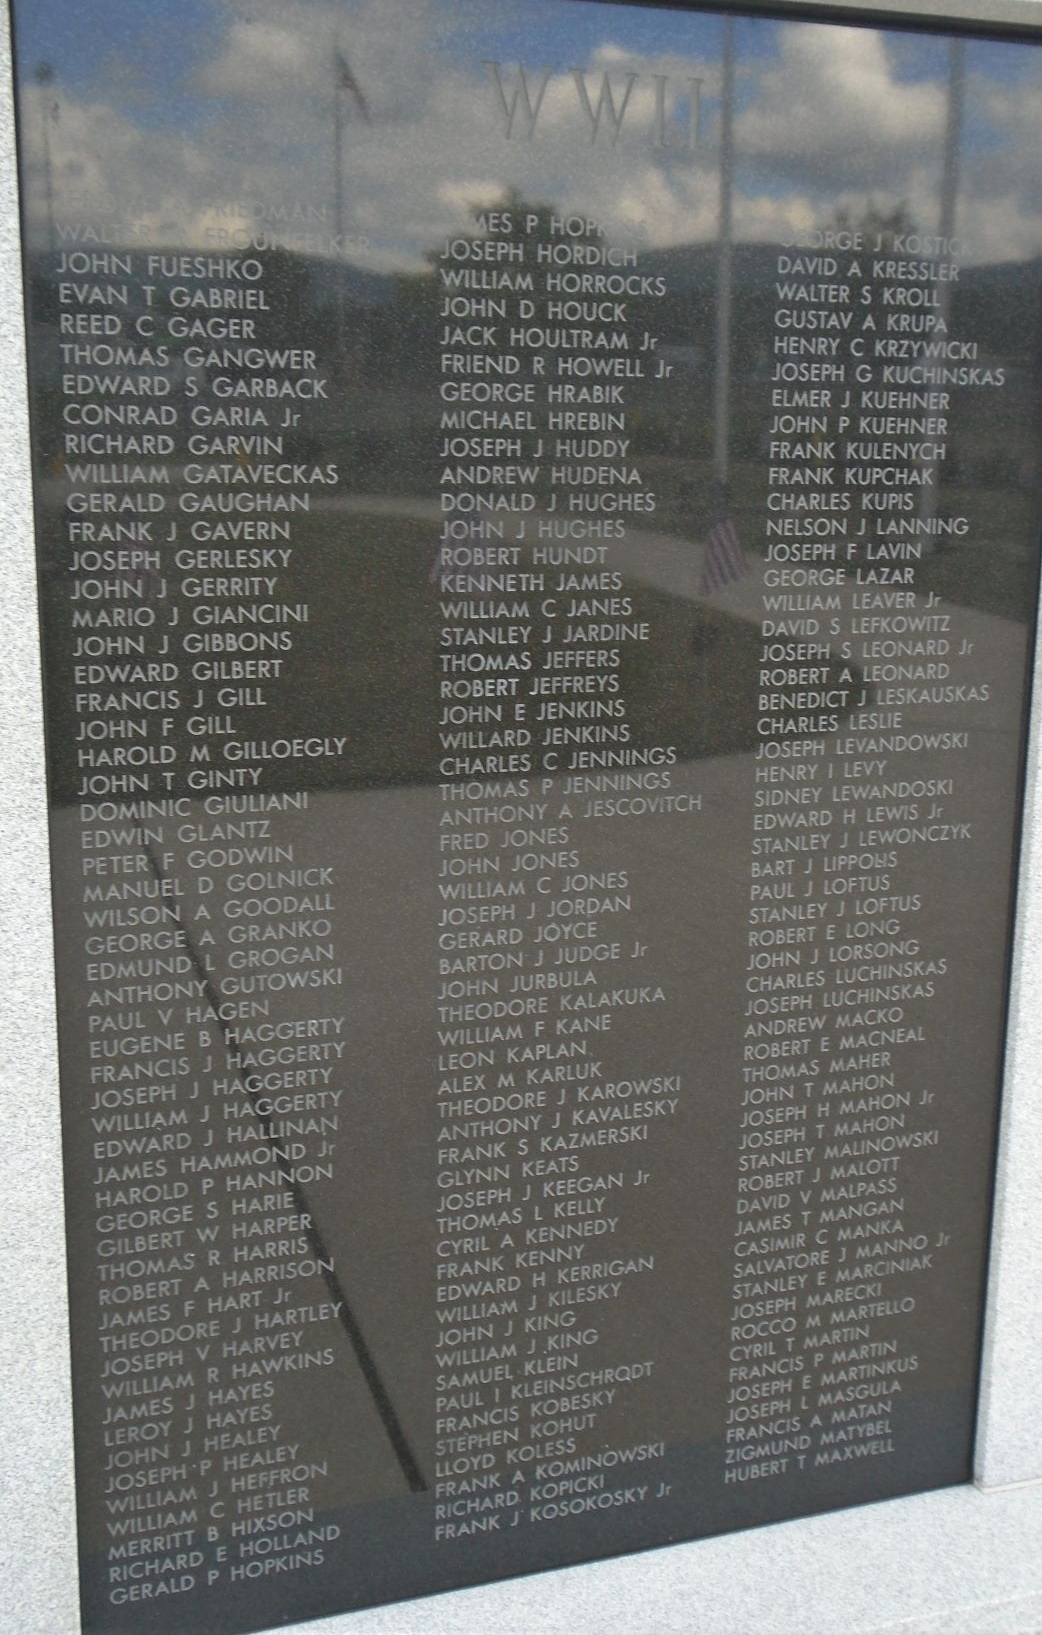 WWII
FRIEDMAN
WALTER FROUNFELKER
JOHN FUESHKO
EVAN T GABRIEL
REED C GAGER
THOMAS GANGWER
EDWARD S GARBACK
CONRAD GARIA Jr
RICHARD GARVIN
WILLIAM GATAVECKAS
GERALD GAUGHAN
FRANK J GAVERN
JOSEPH GERLESKY
JOHN J GERRITY
MARIO J GIANCINI
JOHN J GIBBONS
EDWARD GILBERT
FRANCIS J GILL
JOHN F GILL
HAROLD M GILLOEGLY
JOHN T GINTY
DOMINIC GIULIANI
EDWIN GLANTZ
PETER F GODWIN
MANUEL D GOLNICK
WILSON A GOODALL
GEORGE A GRANKO
EDMUND L GROGAN
ANTHONY GUTOWSKI
PAUL V HAGEN
EUGENE B HAGGERTY
FRANCIS J HAGGERTY
JOSEPH J HAGGERTY
WILLIAM J HAGGERTY
EDWARD J HALLINAN
JAMES HAMMOND Jr
HAROLD P HANNON
GEORGE S HARIE
GILBERT W HARPER
THOMAS R HARRIS
ROBERT A HARRISON
JAMES F HART Jr
THEODORE J HARTLEY
JOSEPH V HARVEY
WILLIAM R HAWKINS
JAMES J HAYES
LEROY J HAYES
JOHN J HEALEY
JOSEPH P HEALEY
WILLIAM J HEFFRON
WILLIAM C HETLER
MERRITT B HIXSON
RICHARD E HOLLAND
GERALD P HOPKINS
JAMES P HOPKINS
JOSEPH HORDICH
WILLIAM HORROCKS
JOHN D HOUCK
JACK HOULTRAM Jr
FRIEND R HOWELL Jr
GEORGE HRABIK
MICHAEL HREBIN
JOSEPH J HUDDY
ANDREW HUDENA
DONALD J HUGHES
JOHN J HUGHES
ROBERT HUNDT
KENNETH JAMES
WILLIAM C JANES
STANLEY J JARDINE
THOMAS JEFFERS
ROBERT JEFFREYS
JOHN E JENKINS
WILLARD JENKINS
CHARLES C JENNINGS
THOMAS P JENNINGS
ANTHONY A JESCOVITCH
FRED JONES
JOHN JONES
WILLIAM C JONES
JOSEPH J JORDAN
GERARD JOYCE
BARTON J JUDGE Jr
JOHN JURBULA
THEODORE KALAKUKA
WILLIAM F KANE
LEON KAPLAN
ALEX M KARLUK
THEODORE J KAROWSKI
ANTHONY J KAVALESKY
FRANK S KAZMERSKI
GLYNN KEATS
JOSEPH J KEEGAN Jr
THOMAS L KELLY
CYRIL A KENNEDY
FRANK KENNY
EDWARD H KERRIGAN
WILLIAM J KILESKY
JOHN J KING
WILLIAM J KING
SAMUEL KLEIN
PAUL I KLEINSCHRODT
FRANCIS KOBESKY
STEPHEN KOHUT
LLOYD KOLESS
FRANK A KOMINOWSKI
RICHARD KOPICKI
FRANK J KOSOKOSKY Jr
GEORGE J KOSTICK
DAVID A KRESSLER
WALTER S KROLL
GUSTAV A KRUPA
HENRY C KRZYWICKI
JOSEPH G KUCHINSKAS
ELMER J KUEHNER
JOHN P KUEHNER
FRANK KULENYCH
FRANK KUPCHAK
CHARLES KUPIS
NELSON J LANNING
JOSEPH F LAVIN
GEORGE LAZAR
WILLIAM LEAVER Jr
DAVID S LEFKOWITZ
JOSEPH S LEONARD Jr
ROBERT A LEONARD
BENEDICT J LESKAUSKAS
CHARLES LESLIE
JOSEPH LEVANDOWSKI
HENRY I LEVY
SIDNEY LEWANDOSKI
EDWARD H LEWIS Jr
STANLEY J LEWONCZYK
BART J LIPPOLIS
PAUL J LOFTUS
STANLEY J LOFTUS
ROBERT E LONG
JOHN J LORSONG
CHARLES LUCHINSKAS
JOSEPH LUCHINSKAS
ANDREW MACKO
ROBERT E MACNEAL
THOMAS MAHER
JOHN T MAHON
JOSEPH H MAHON Jr
JOSEPH T MAHON
STANLEY MALINOWSKI
ROBERT J MALOTT
DAVID V MALPASS
JAMES T MANGAN
CASIMIR C MANKA
SALVATORE J MANNO Jr
STANLEY E MARCINIAK
JOSEPH MARECKI
ROCCO M MARTELLO
CYRIL T MARTIN
FRANCIS P MARTIN
JOSEPH E MARTINKUS
JOSEPH L MASGULA
FRANCIS A MATAN
ZIGMUND MATYBEL
HUBERT T MAXWELL